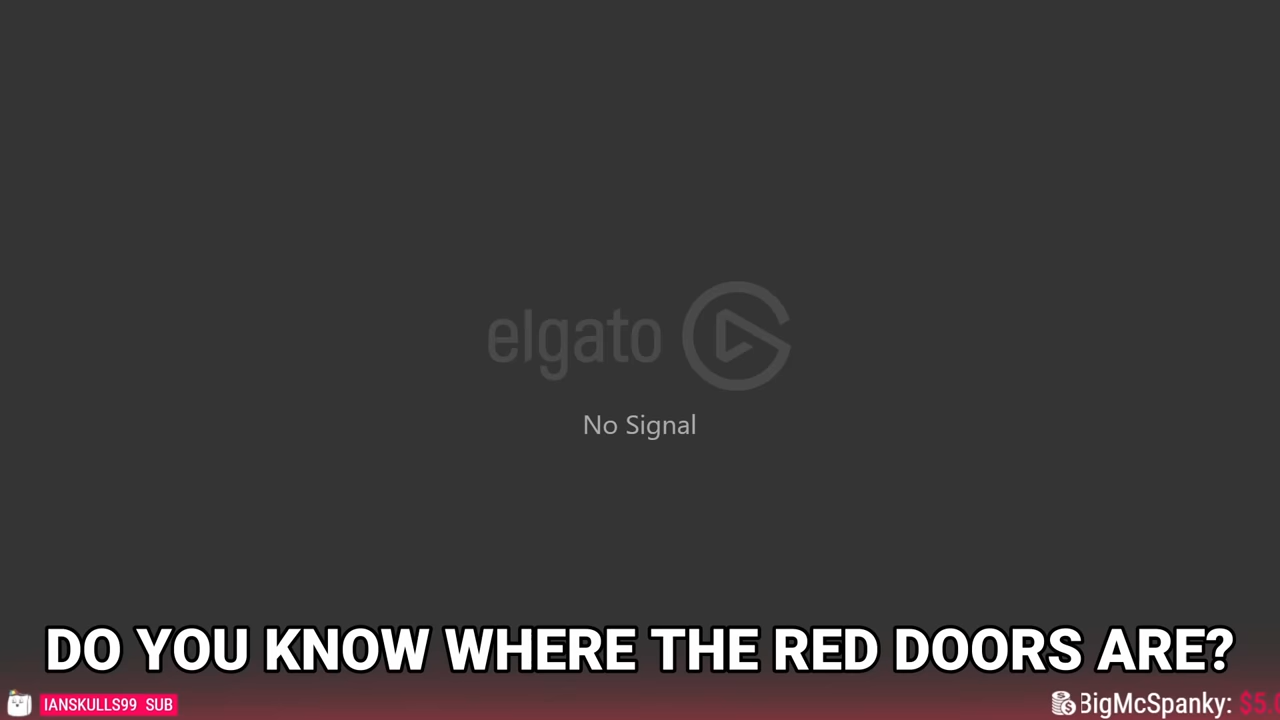 elgato
No Signal
DO YOU KNOW WHERE THE RED DOORS ARE?
IANSKULLS99 SUB
BigMcSpanky: